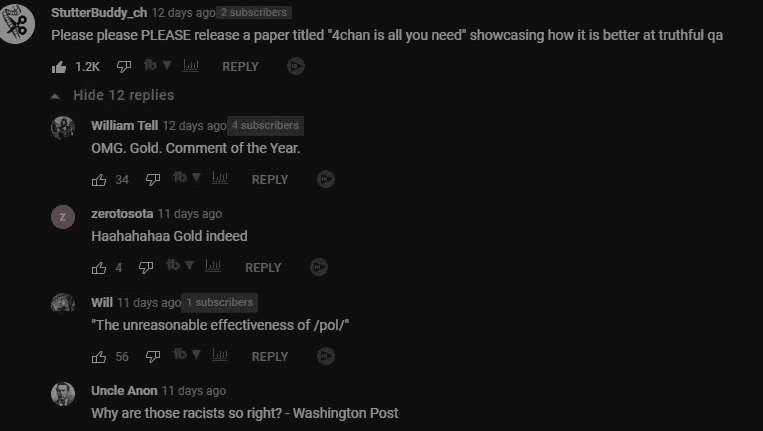 StutterBuddy_ch 12 days ago 2 subscribers
Please please PLEASE release a paper titled "4chan is all you need" showcasing how it is better at truthful qa
1.2K REPLY
Hide 12 replies
William Tell 12 days ago 4 subscribers
OMG. Gold. Comment of the Year.
34 REPLY
Z zerotosota 11 days ago
Haahahahaa Gold indeed
4 REPLY
Will 11 days ago 1 subscribers
"The unreasonable effectiveness of /pol/"
56 REPLY
Uncle Anon 11 days ago
Why are those racists so right? - Washington Post